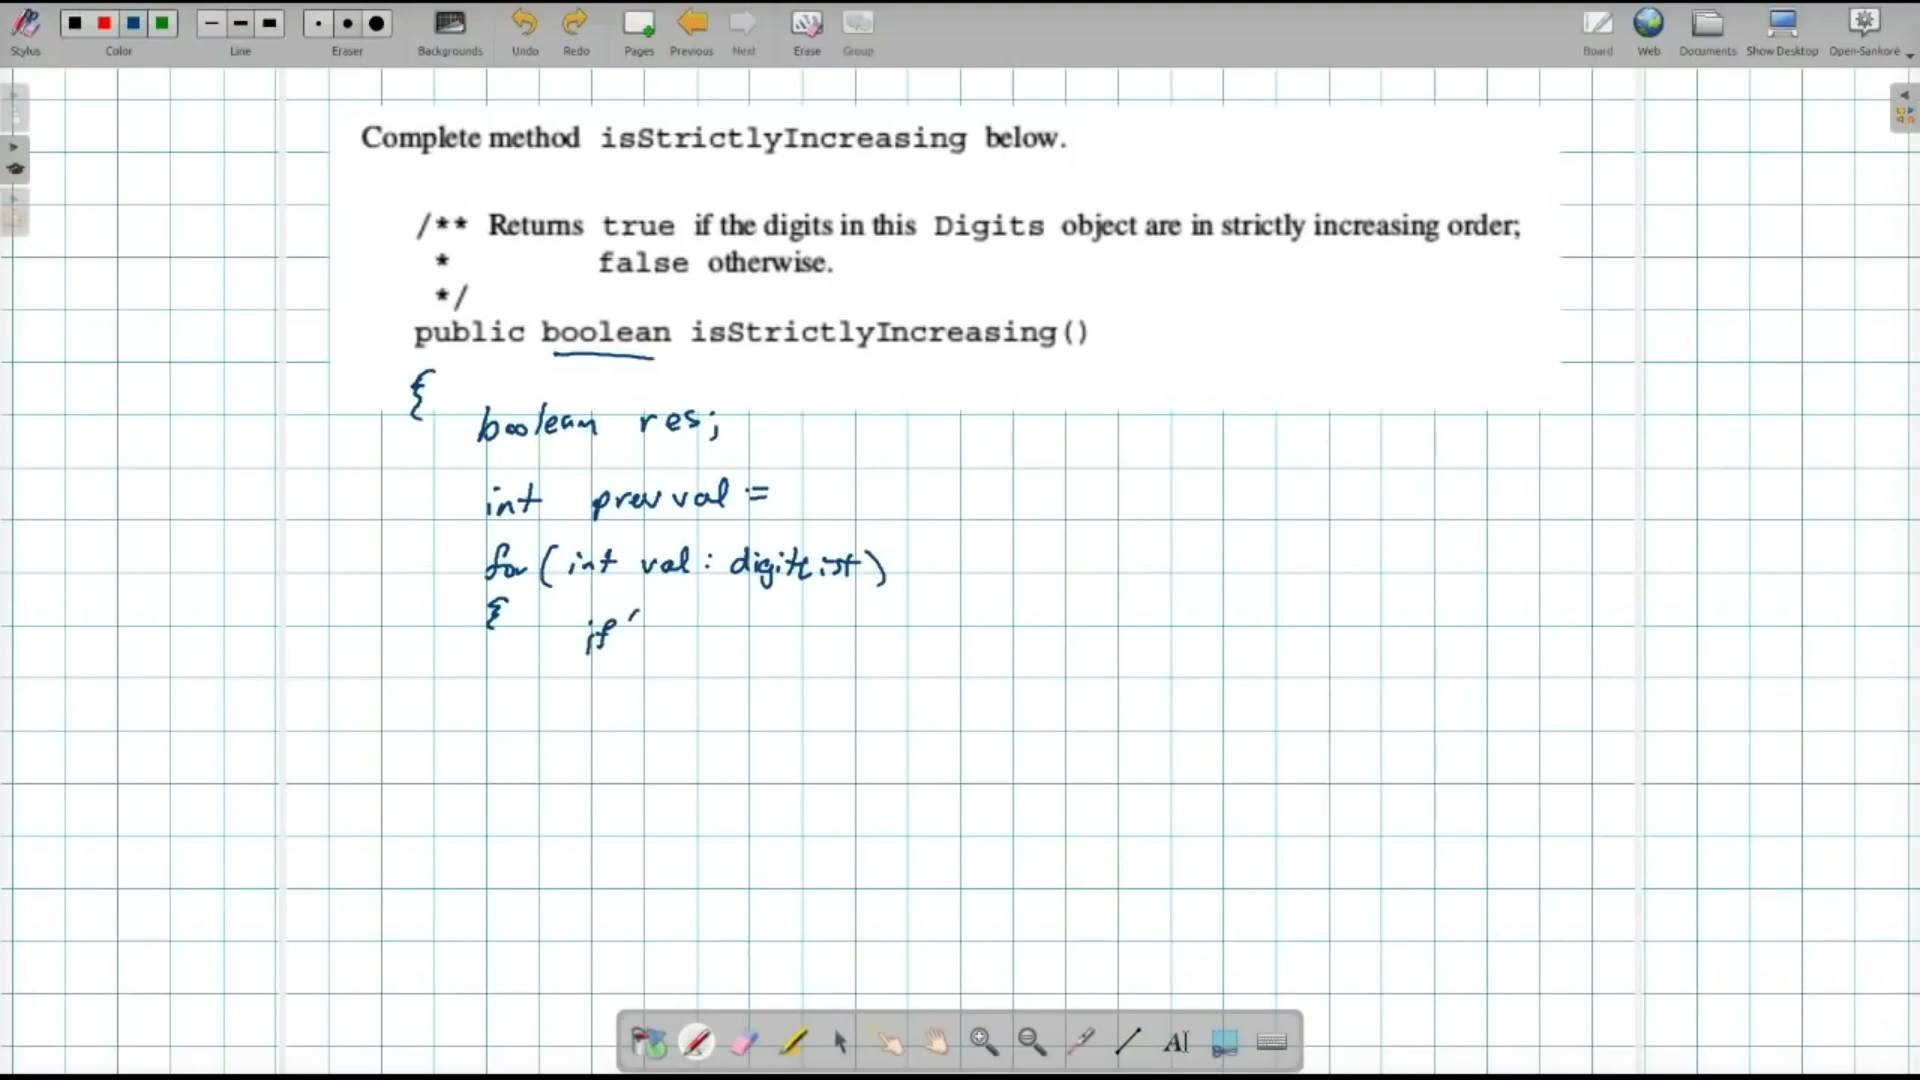 Stylus Color Line Eraser Backgrounds Undo Redo Pages Previous Next Erase Group Board Web Documents Show Desktop Open-Sankoré
Complete method isStrictlyIncreasing below.
/** Returns true if the digits in this Digits object are in strictly increasing order;
* false otherwise.
*/
public boolean isStrictlyIncreasing()
{
boolean res;
int prevval =
for (int val : digitList)
{ if